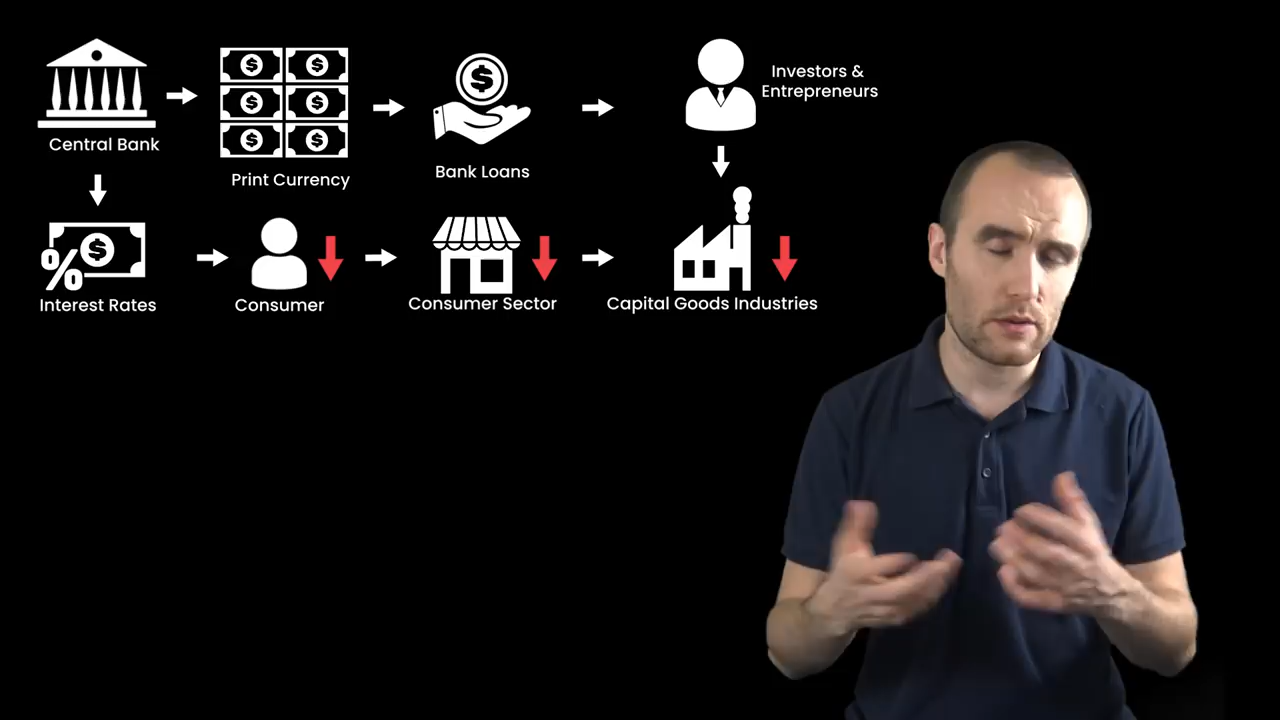 Investors &
Entrepreneurs
Central Bank
Print Currency
Bank Loans
%
Interest Rates
Consumer
Consumer Sector
Capital Goods Industries